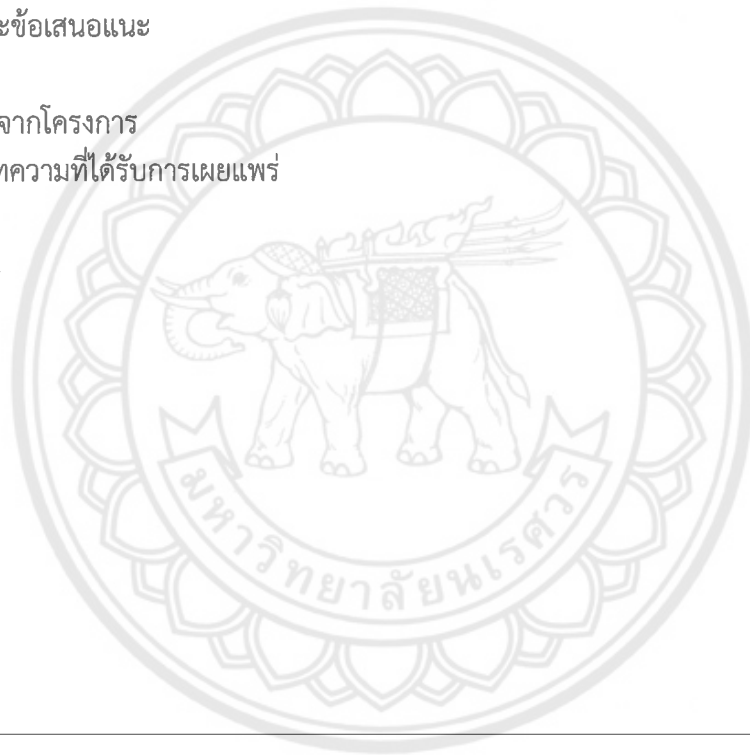 ะข้อเสนอแนะ
จากโครงการ
ทความที่ได้รับการเผยแพร่
มหาวิทยาลัยนเรศวร